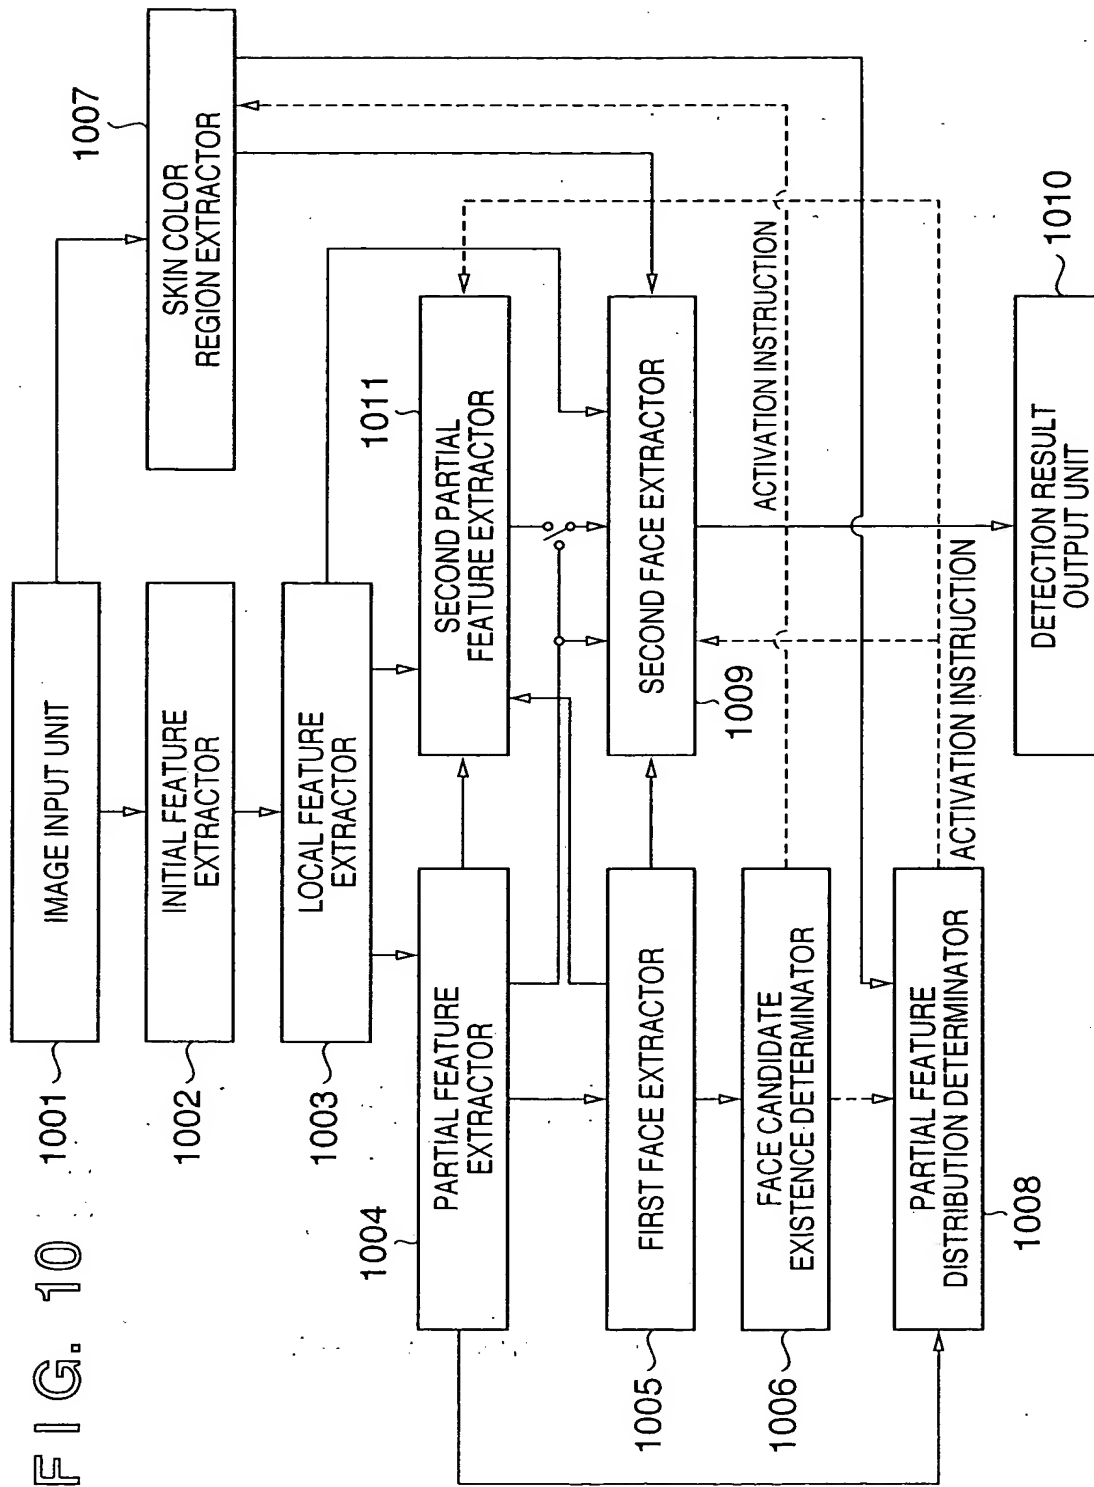 FIG. 10
1001
IMAGE INPUT UNIT
1002
INITIAL FEATURE
EXTRACTOR
1007
SKIN COLOR
REGION EXTRACTOR
1003
LOCAL FEATURE
EXTRACTOR
1004
PARTIAL FEATURE
EXTRACTOR
1011
SECOND PARTIAL
FEATURE EXTRACTOR
1005
FIRST FACE EXTRACTOR
1009
SECOND FACE EXTRACTOR
1006
FACE CANDIDATE
EXISTENCE DETERMINATOR
ACTIVATION INSTRUCTION
1008
PARTIAL FEATURE
DISTRIBUTION DETERMINATOR
ACTIVATION INSTRUCTION
1010
DETECTION RESULT
OUTPUT UNIT